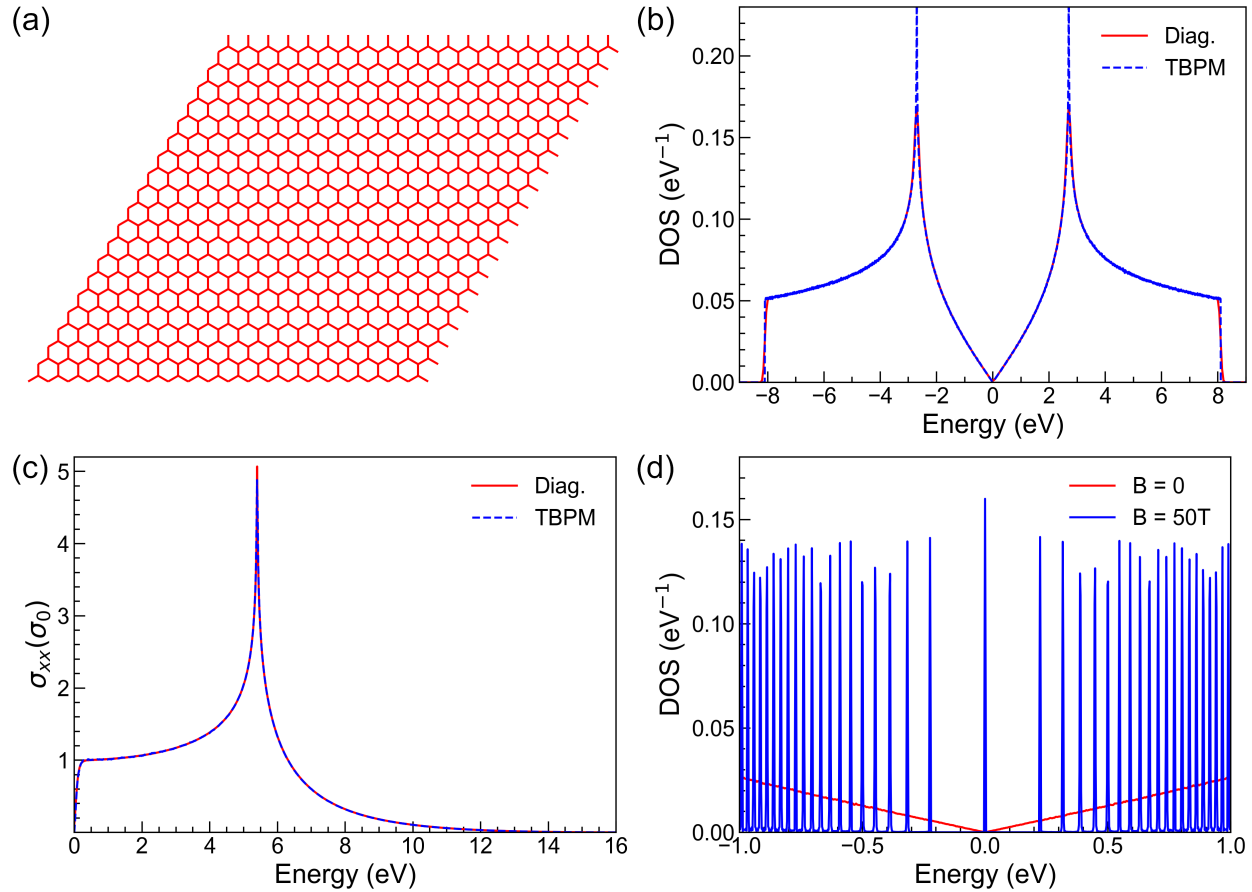 (a)
(b)
Diag.
TBPM
DOS (eV⁻¹)
0.20
0.15
0.10
0.05
0.00
−8 −6 −4 −2 0 2 4 6 8
Energy (eV)
(c)
Diag.
TBPM
σxx(σ0)
5
4
3
2
1
0 2 4 6 8 10 12 14 16
Energy (eV)
(d)
B = 0
B = 50T
DOS (eV⁻¹)
0.15
0.10
0.05
0.00
−1.0 −0.5 0.0 0.5 1.0
Energy (eV)